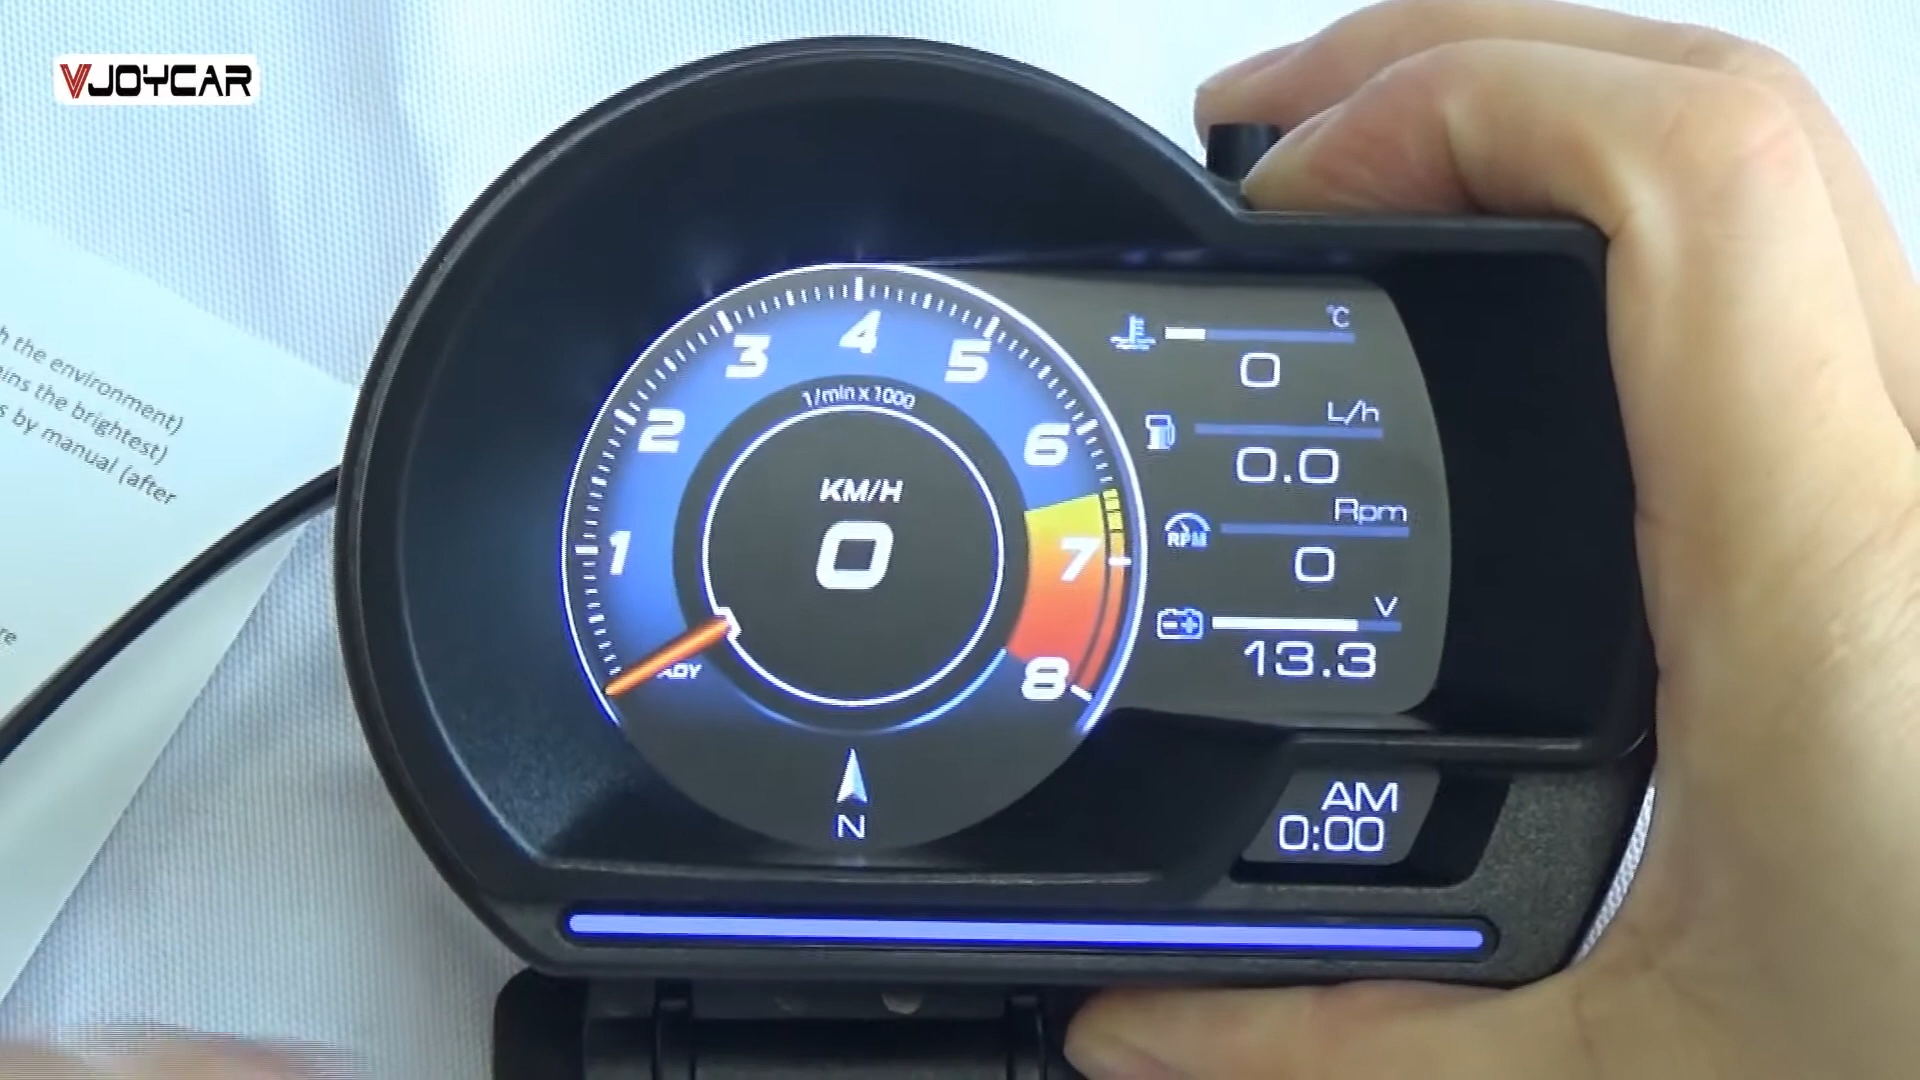 VJOYCAR
h the environment)
ins the brightest)
s by manual (after
re
1
2
3
4
5
6
7
8
1/min x 1000
KM/H
0
N
°C
0
L/h
0.0
Rpm
RPM
0
V
13.3
AM
0:00